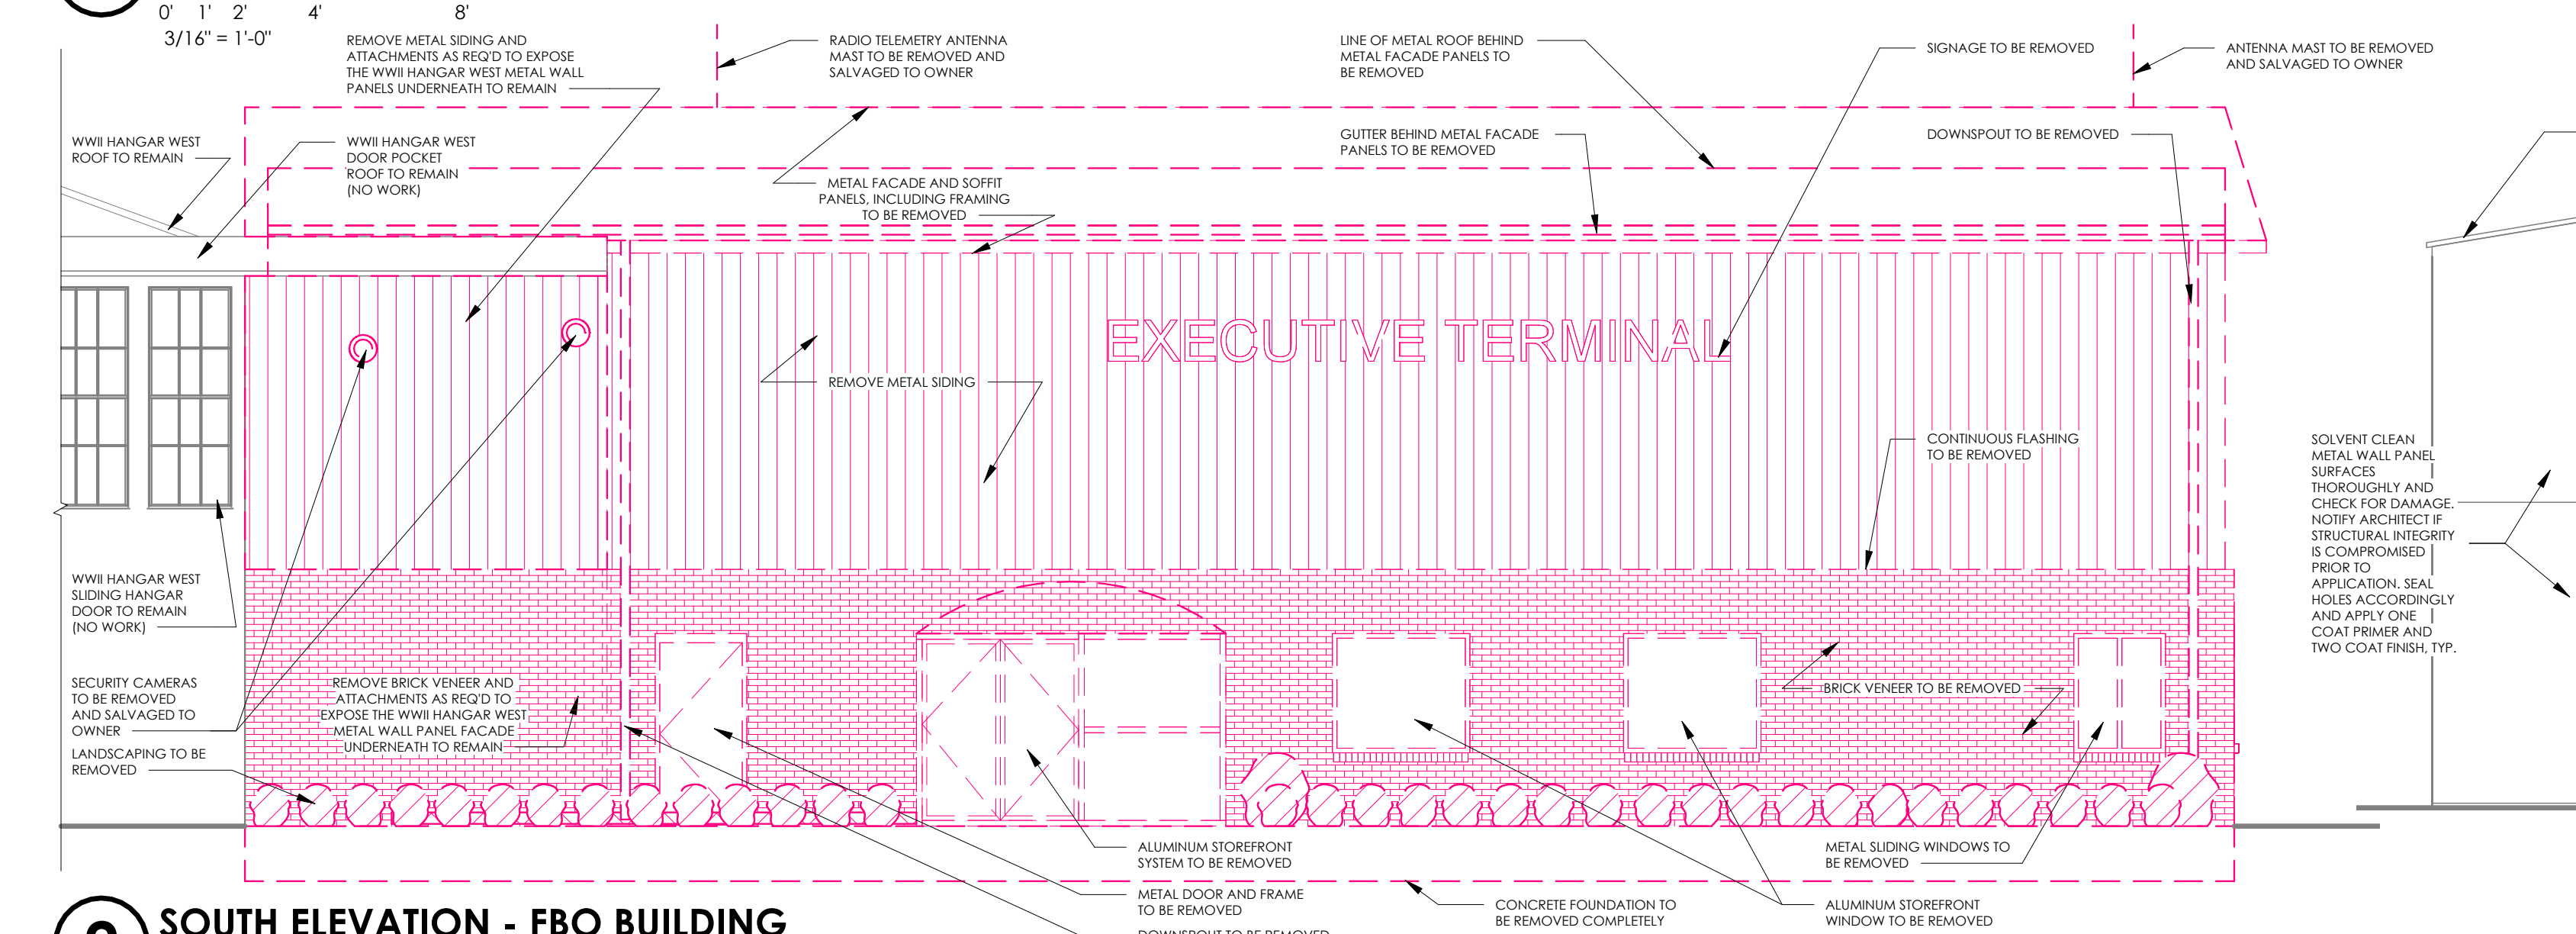 0' 1' 2' 4' 8'
3/16" = 1'-0"
REMOVE METAL SIDING AND
ATTACHMENTS AS REQ'D TO EXPOSE
THE WWII HANGAR WEST METAL WALL
PANELS UNDERNEATH TO REMAIN
RADIO TELEMETRY ANTENNA
MAST TO BE REMOVED AND
SALVAGED TO OWNER
LINE OF METAL ROOF BEHIND
METAL FACADE PANELS TO
BE REMOVED
SIGNAGE TO BE REMOVED
ANTENNA MAST TO BE REMOVED
AND SALVAGED TO OWNER
WWII HANGAR WEST
ROOF TO REMAIN
WWII HANGAR WEST
DOOR POCKET
ROOF TO REMAIN
(NO WORK)
METAL FACADE AND SOFFIT
PANELS, INCLUDING FRAMING
TO BE REMOVED
GUTTER BEHIND METAL FACADE
PANELS TO BE REMOVED
DOWNSPOUT TO BE REMOVED
EXECUTIVE TERMINAL
REMOVE METAL SIDING
CONTINUOUS FLASHING
TO BE REMOVED
SOLVENT CLEAN
METAL WALL PANEL
SURFACES
THOROUGHLY AND
CHECK FOR DAMAGE.
NOTIFY ARCHITECT IF
STRUCTURAL INTEGRITY
IS COMPROMISED
PRIOR TO
APPLICATION. SEAL
HOLES ACCORDINGLY
AND APPLY ONE
COAT PRIMER AND
TWO COAT FINISH, TYP.
WWII HANGAR WEST
SLIDING HANGAR
DOOR TO REMAIN
(NO WORK)
SECURITY CAMERAS
TO BE REMOVED
AND SALVAGED TO
OWNER
LANDSCAPING TO BE
REMOVED
REMOVE BRICK VENEER AND
ATTACHMENTS AS REQ'D TO
EXPOSE THE WWII HANGAR WEST
METAL WALL PANEL FACADE
UNDERNEATH TO REMAIN
BRICK VENEER TO BE REMOVED
ALUMINUM STOREFRONT
SYSTEM TO BE REMOVED
METAL SLIDING WINDOWS TO
BE REMOVED
METAL DOOR AND FRAME
TO BE REMOVED
CONCRETE FOUNDATION TO
BE REMOVED COMPLETELY
ALUMINUM STOREFRONT
WINDOW TO BE REMOVED
DOWNSPOUT TO BE REMOVED
SOUTH ELEVATION - FBO BUILDING